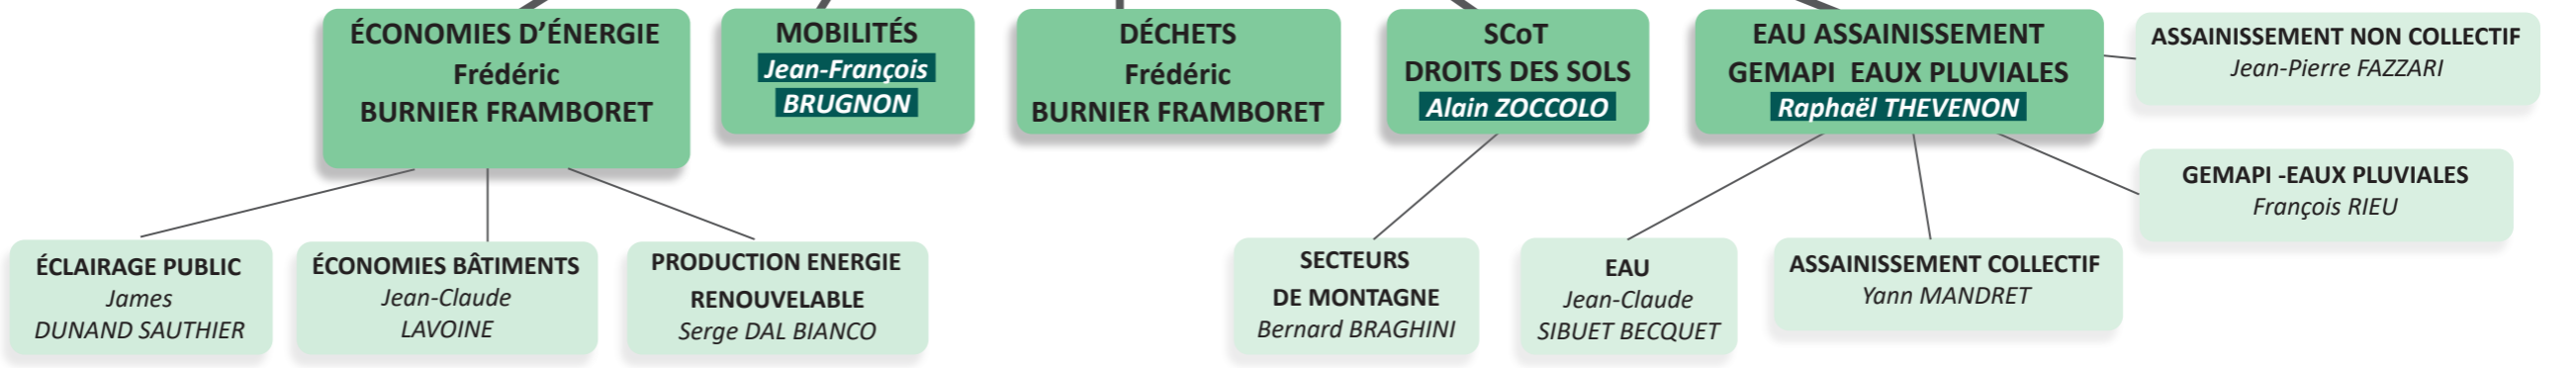 ÉCONOMIES D’ÉNERGIE
Frédéric
BURNIER FRAMBORET
MOBILITÉS
Jean-François
BRUGNON
DÉCHETS
Frédéric
BURNIER FRAMBORET
SCoT
DROITS DES SOLS
Alain ZOCCOLO
EAU ASSAINISSEMENT
GEMAPI EAUX PLUVIALES
Raphaël THEVENON
ASSAINISSEMENT NON COLLECTIF
Jean-Pierre FAZZARI
GEMAPI -EAUX PLUVIALES
François RIEU
ÉCLAIRAGE PUBLIC
James
DUNAND SAUTHIER
ÉCONOMIES BÂTIMENTS
Jean-Claude
LAVOINE
PRODUCTION ENERGIE
RENOUVELABLE
Serge DAL BIANCO
SECTEURS
DE MONTAGNE
Bernard BRAGHINI
EAU
Jean-Claude
SIBUET BECQUET
ASSAINISSEMENT COLLECTIF
Yann MANDRET